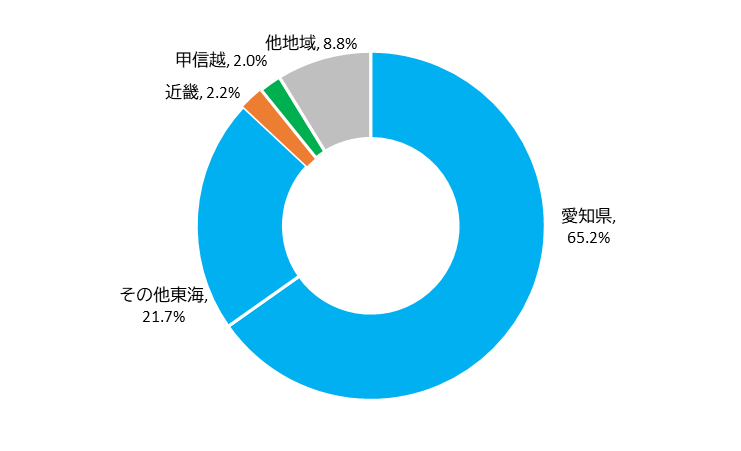 他地域, 8.8%
甲信越, 2.0%
近畿, 2.2%
愛知県,
65.2%
その他東海,
21.7%